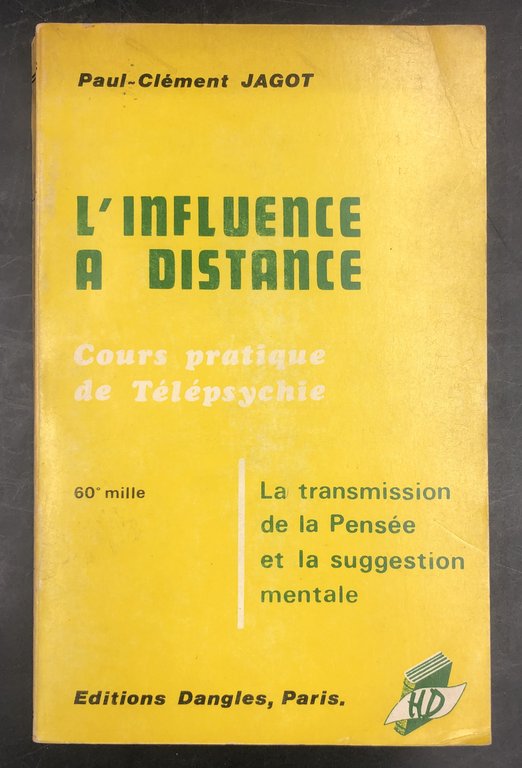 Paul-Clément JAGOT
L'INFLUENCE
A DISTANCE
Cours pratique
de Télépsychie
60e mille
La transmission
de la Pensée
et la suggestion
mentale
Editions Dangles, Paris.
HD